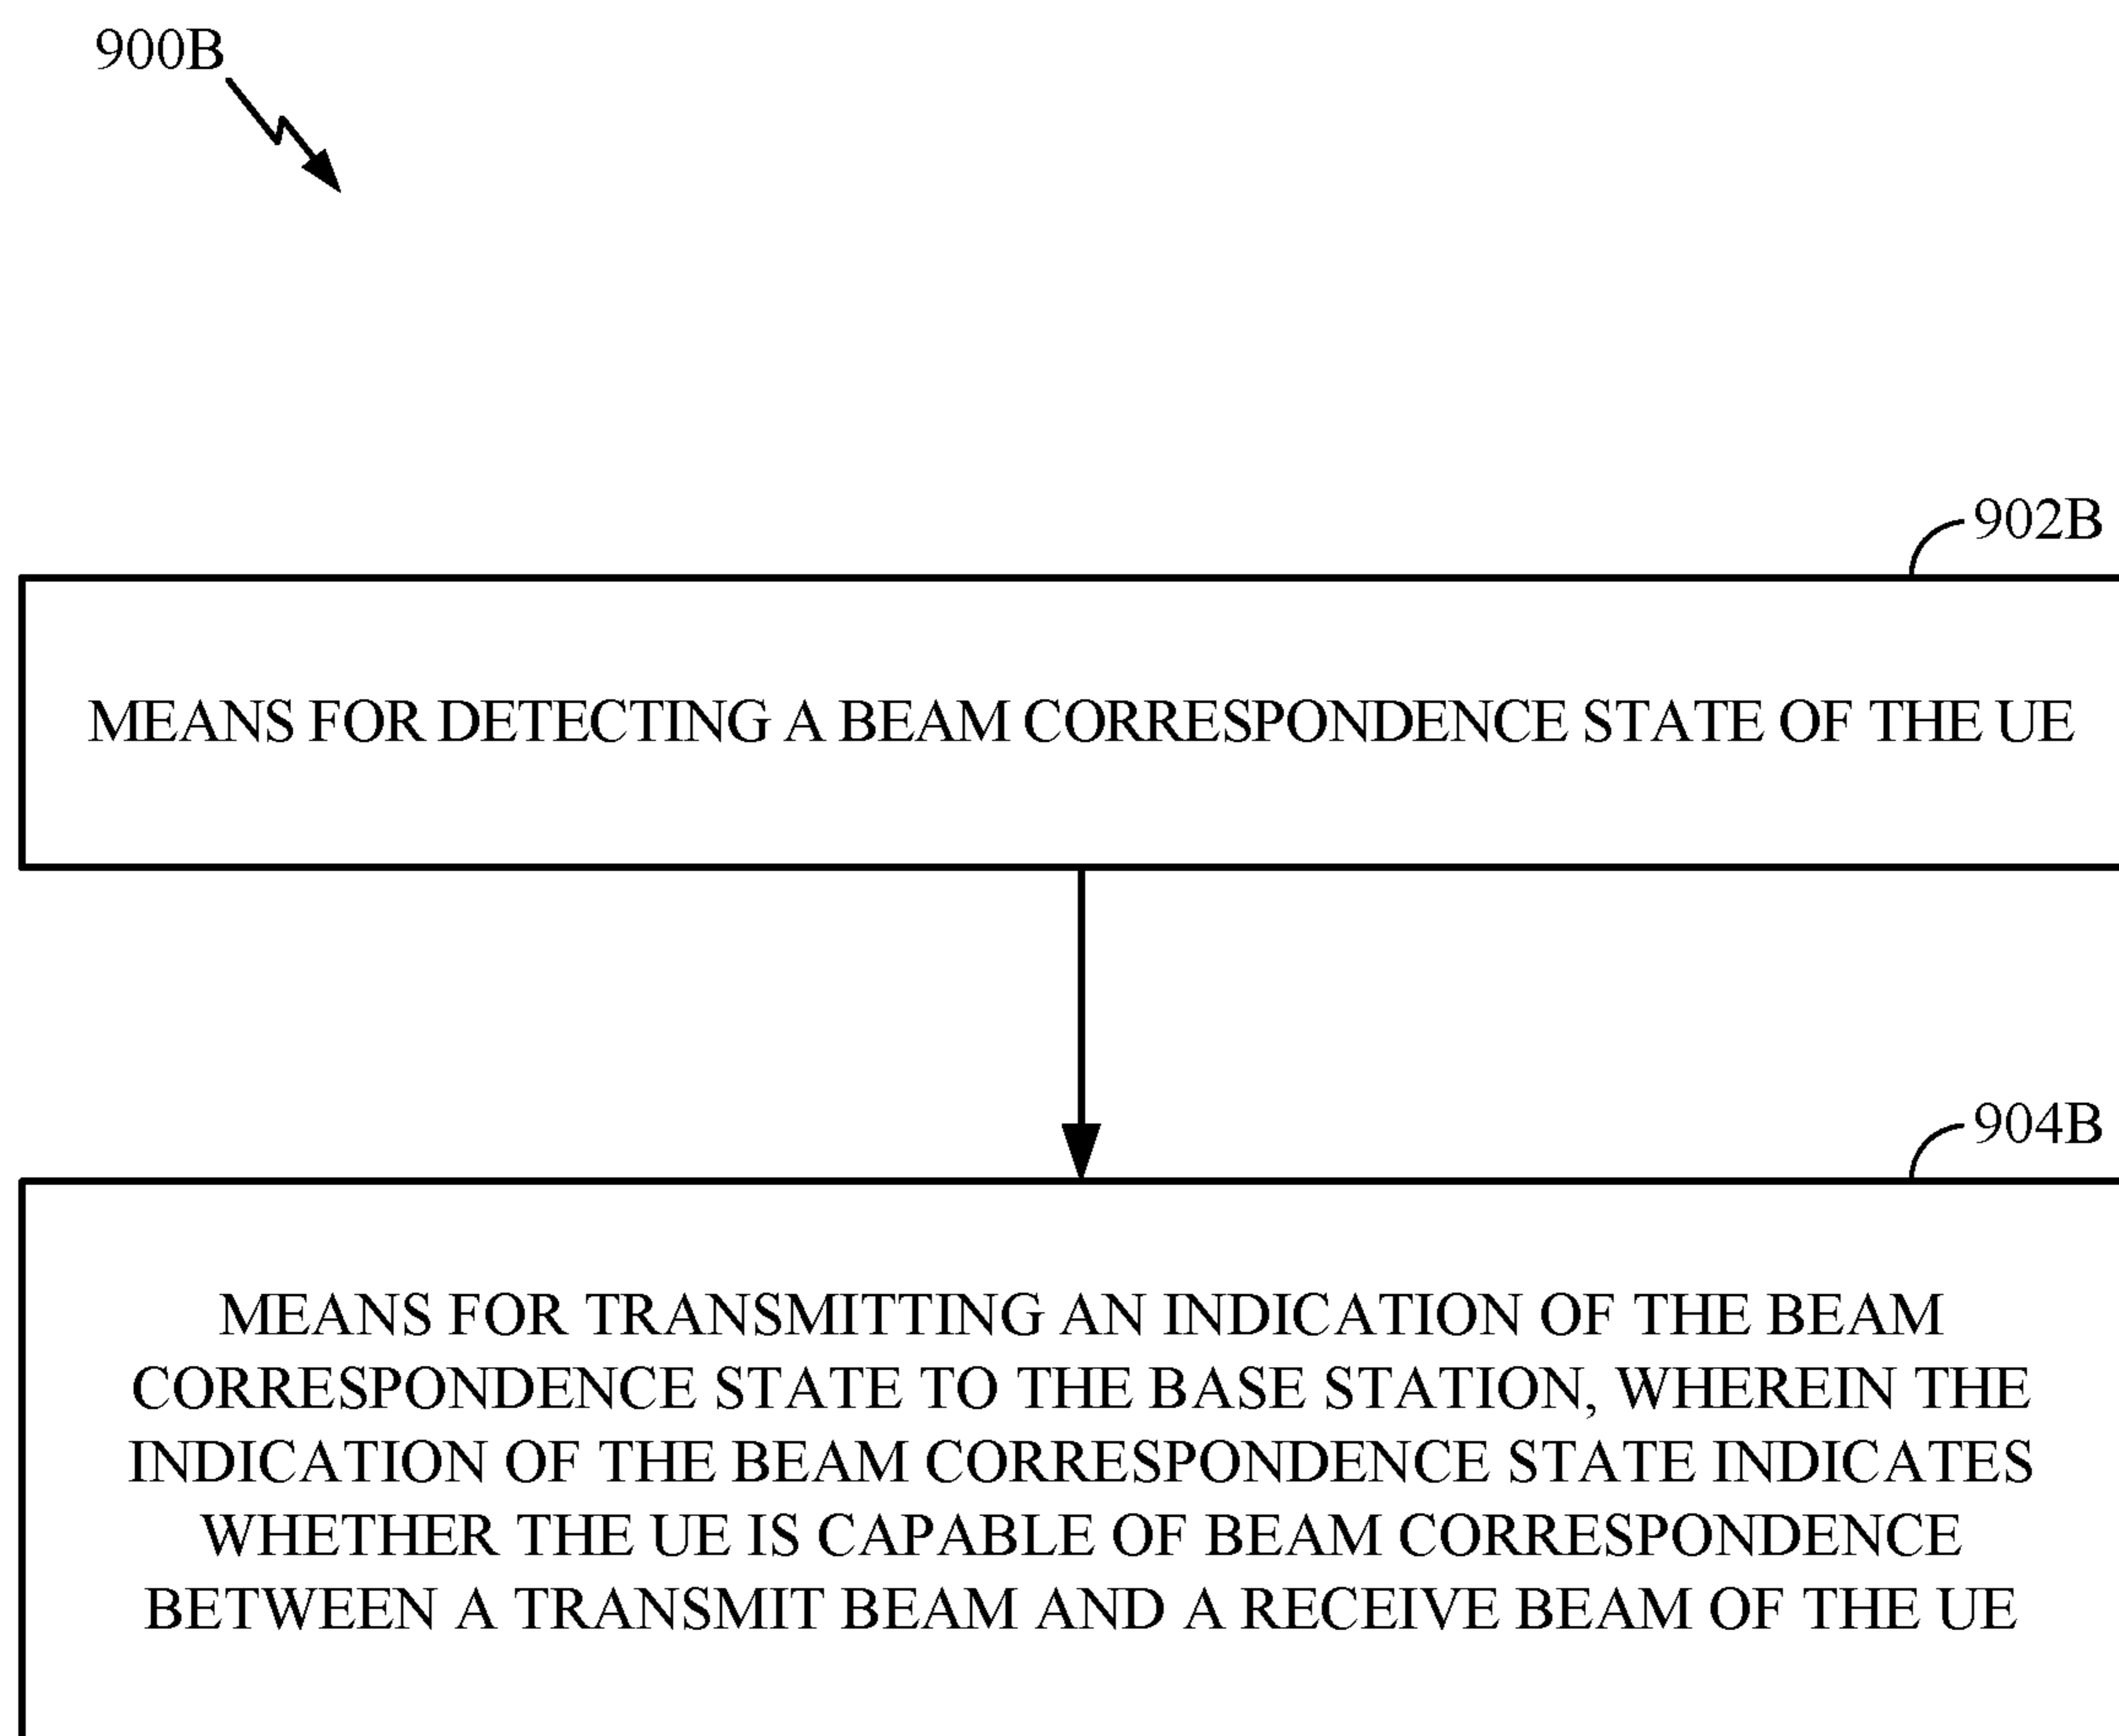 900B
902B
MEANS FOR DETECTING A BEAM CORRESPONDENCE STATE OF THE UE
904B
MEANS FOR TRANSMITTING AN INDICATION OF THE BEAM
CORRESPONDENCE STATE TO THE BASE STATION, WHEREIN THE
INDICATION OF THE BEAM CORRESPONDENCE STATE INDICATES
WHETHER THE UE IS CAPABLE OF BEAM CORRESPONDENCE
BETWEEN A TRANSMIT BEAM AND A RECEIVE BEAM OF THE UE